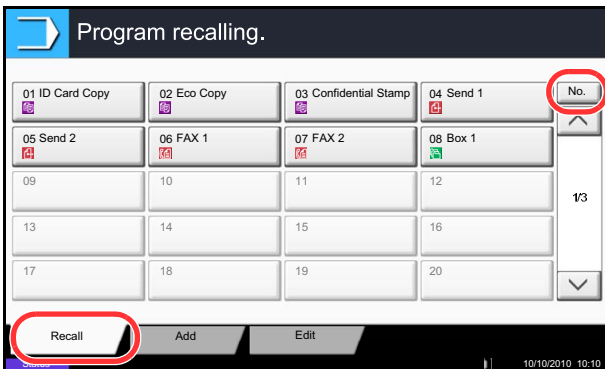 Program recalling.
01 ID Card Copy 02 Eco Copy 03 Confidential Stamp 04 Send 1 No.
05 Send 2 06 FAX 1 07 FAX 2 08 Box 1
09 10 11 12
1/3
13 14 15 16
17 18 19 20
Recall Add Edit
Status 10/10/2010 10:10